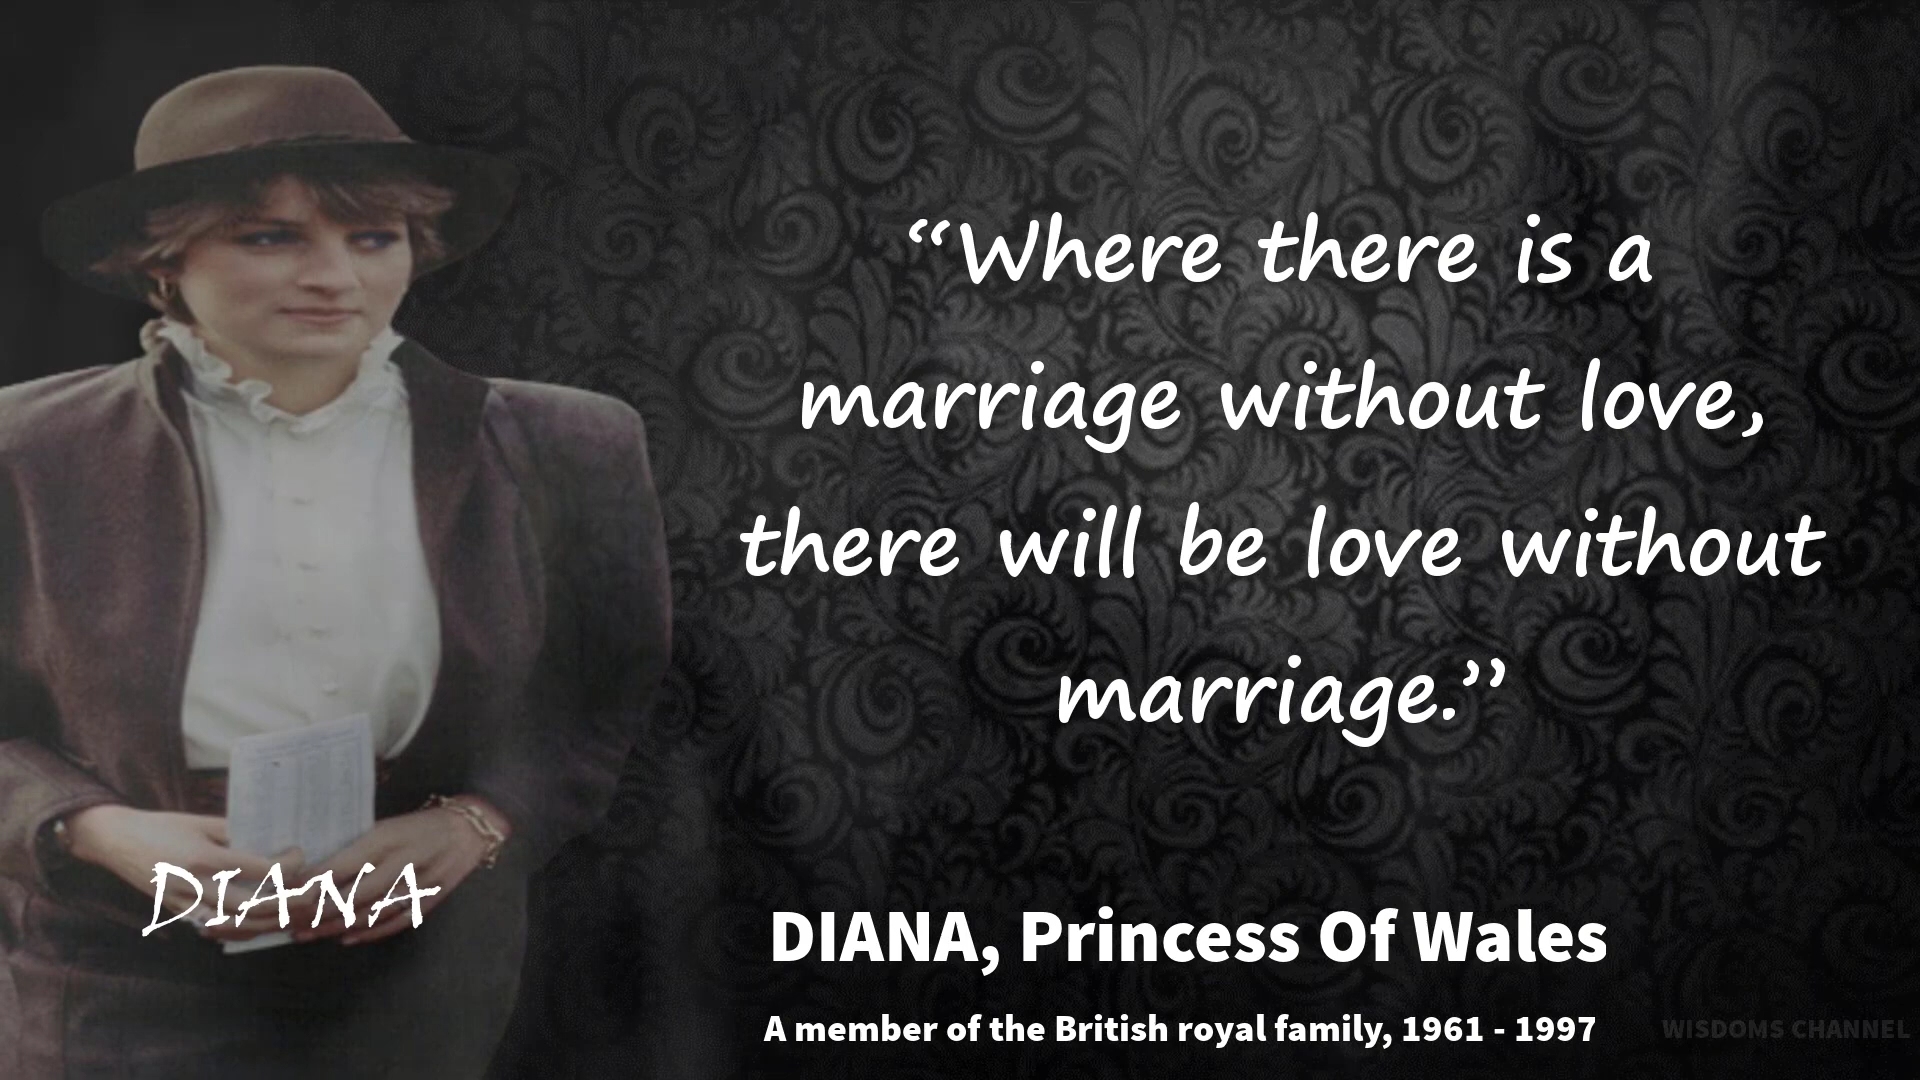 “Where there is a
marriage without love,
there will be love without
marriage.”
DIANA
DIANA, Princess Of Wales
A member of the British royal family, 1961 - 1997
WISDOMS CHANNEL